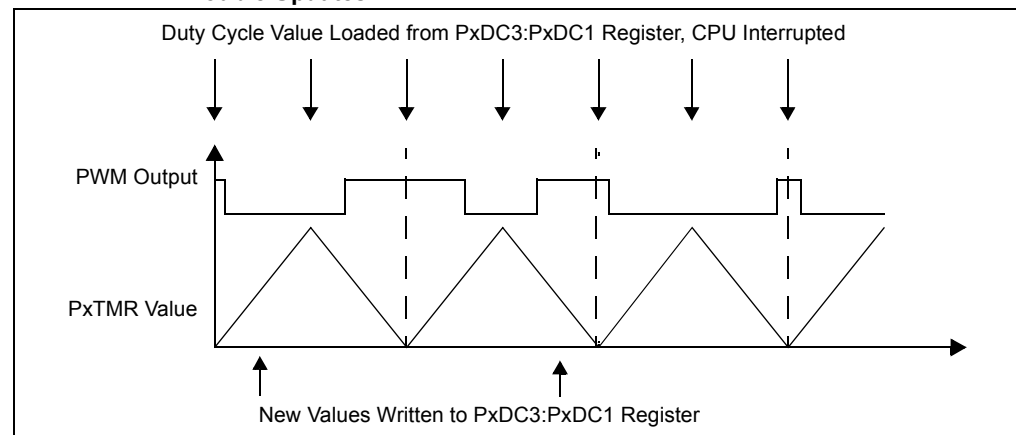 Duty Cycle Value Loaded from PxDC3:PxDC1 Register, CPU Interrupted
PWM Output
PxTMR Value
New Values Written to PxDC3:PxDC1 Register